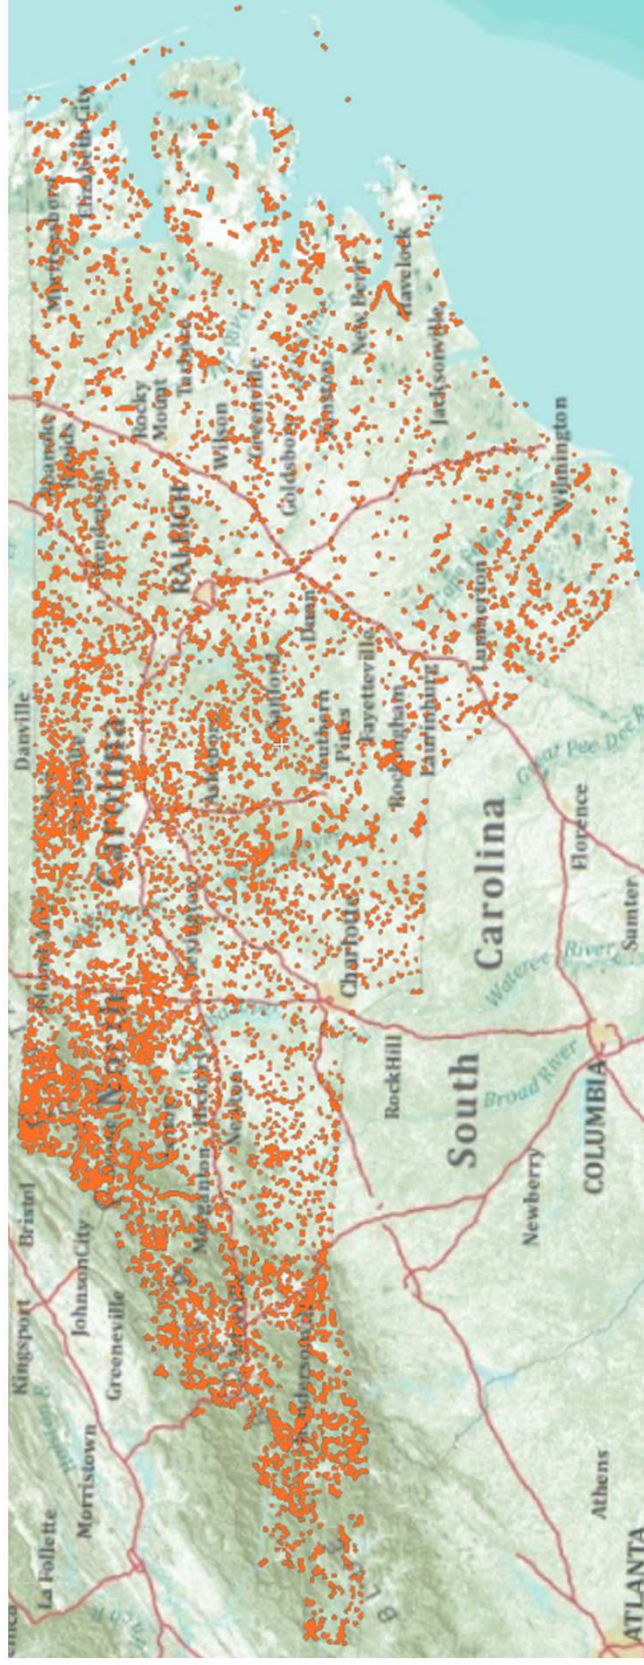 Elizabeth City
Murfreesboro
Havelock
New Bern
Jacksonville
Tarboro
Rocky
Mount
Wilson
Greenville
Goldsboro
Kinston
Wilmington
Roanoke
Henderson
RALEIGH
Dunn
Lumberton
Fayetteville
Sanford
Southern
Pines
Rockingham
Laurinburg
Danville
Asheboro
Carolina
North
Lexington
Charlotte
Great Pee Dee
Florence
Sumter
Carolina
South
Wateree River
Broad River
Rock Hill
COLUMBIA
Newberry
Hickory
Newton
Morganton
Bristol
Johnson City
Kingsport
Greeneville
Morristown
La Follette
Hendersonville
Athens
ATLANTA